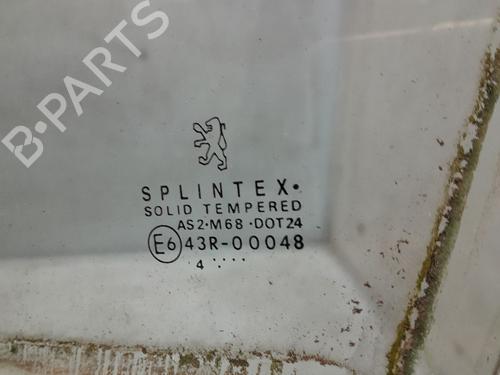 B-PARTS
SPLINTEX•
SOLID TEMPERED
AS2•M68•DOT24
E6 43R-00048
4 ····